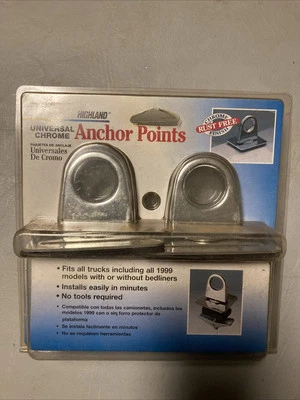 HIGHLAND
UNIVERSAL
CHROME
Anchor Points
PAQUETES DE ANCLAJE
Universales
De Cromo
CHROME
RUST FREE
FINISH
• Fits all trucks including all 1999
models with or without bedliners
• Installs easily in minutes
• No tools required
• Compatible con todas las camionetas, incluidos los
modelos 1999 con o sin forro protector de
plataforma
• Se instala fácilmente en minutos
• No se requieren herramientas